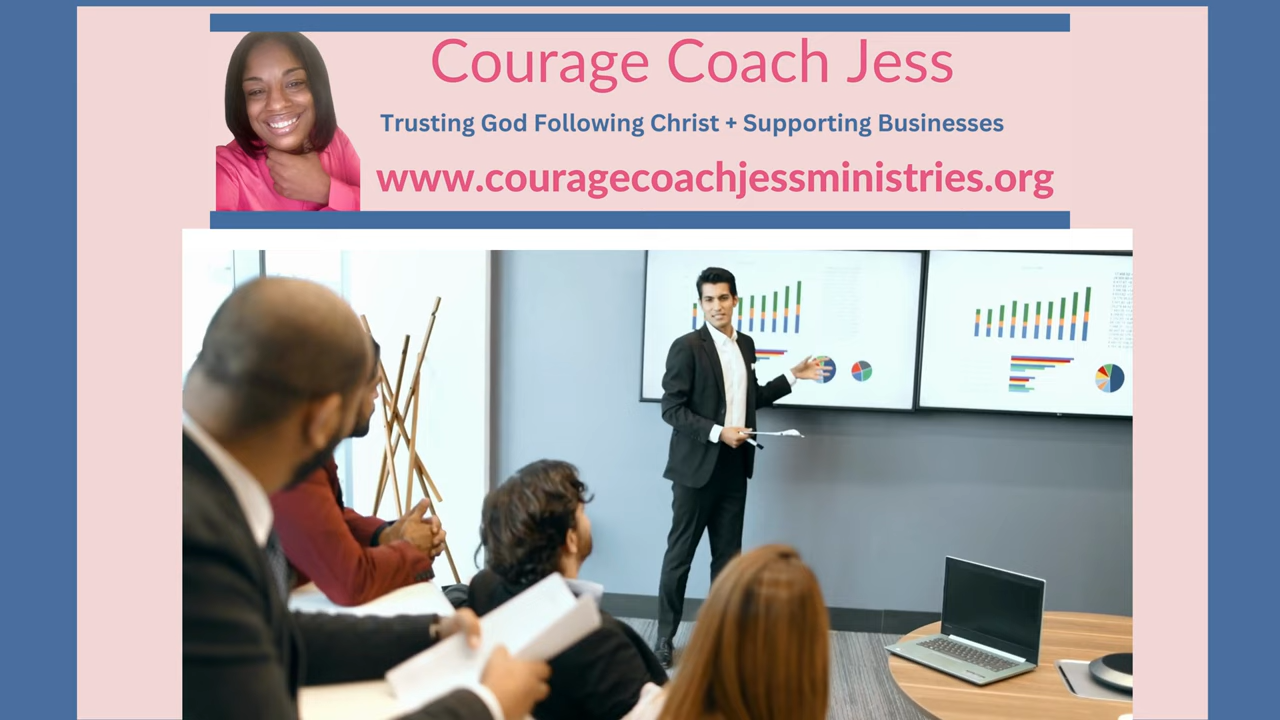 Courage Coach Jess
Trusting God Following Christ + Supporting Businesses
www.couragecoachjessministries.org